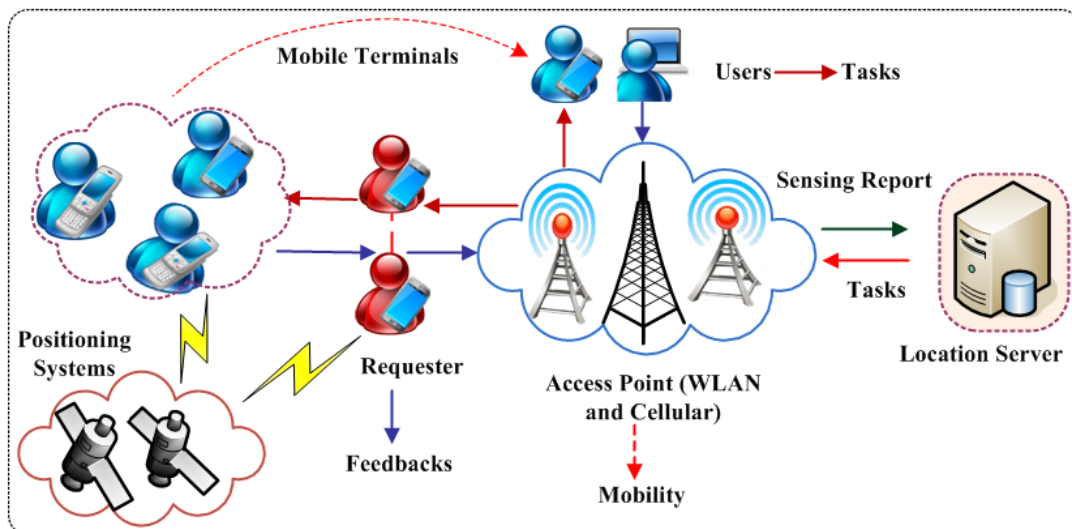 Mobile Terminals
Users
Tasks
Sensing Report
Tasks
Location Server
Positioning
Systems
Requester
Access Point (WLAN
and Cellular)
Feedbacks
Mobility